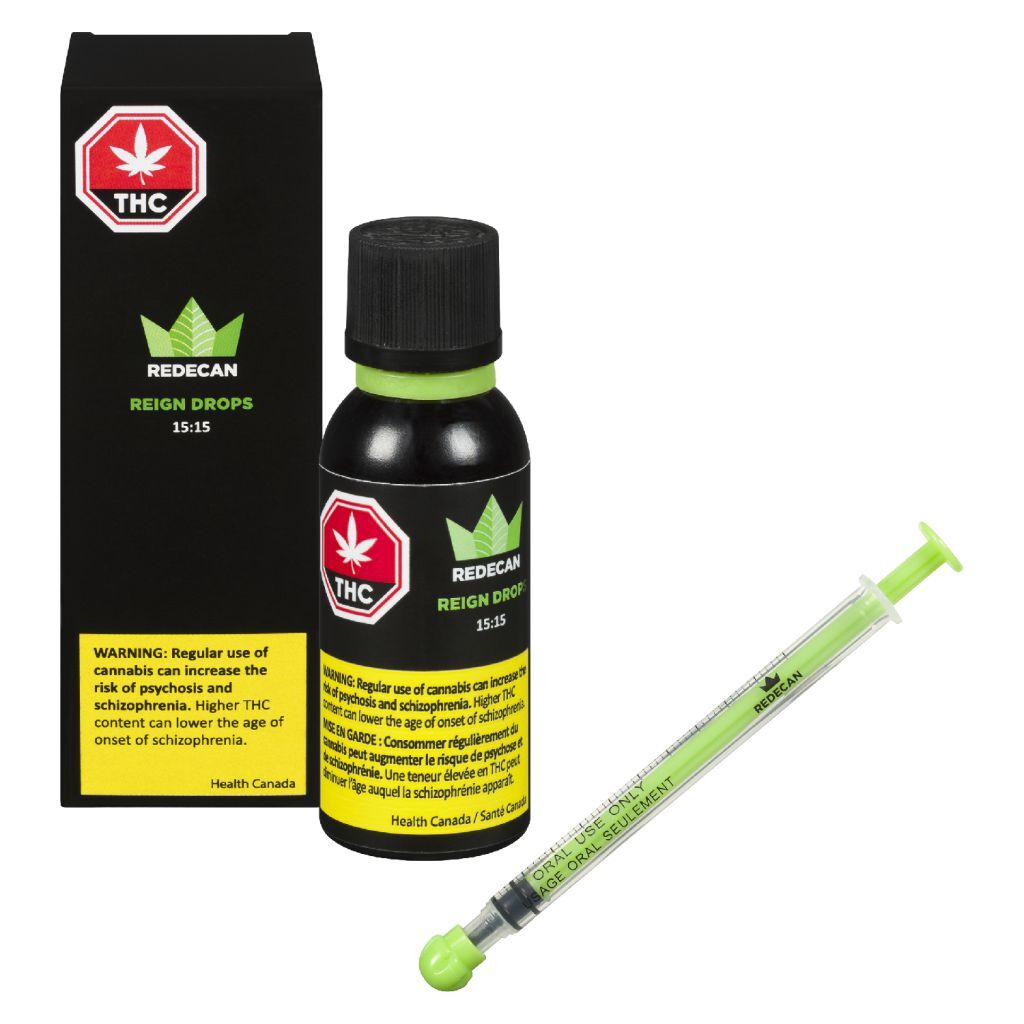 THC
REDECAN
REIGN DROPS
15:15
WARNING: Regular use of
cannabis can increase the
risk of psychosis and
schizophrenia. Higher THC
content can lower the age of
onset of schizophrenia.
Health Canada
THC
REDECAN
REIGN DROPS
15:15
WARNING: Regular use of cannabis can increase the
risk of psychosis and schizophrenia. Higher THC
content can lower the age of onset of schizophrenia.
MISE EN GARDE : Consommer régulièrement du
cannabis peut augmenter le risque de psychose et
de schizophrénie. Une teneur élevée en THC peut
diminuer l'âge auquel la schizophrénie apparaît.
Health Canada / Santé Canada
REDECAN
ORAL USE ONLY
USAGE ORAL SEULEMENT